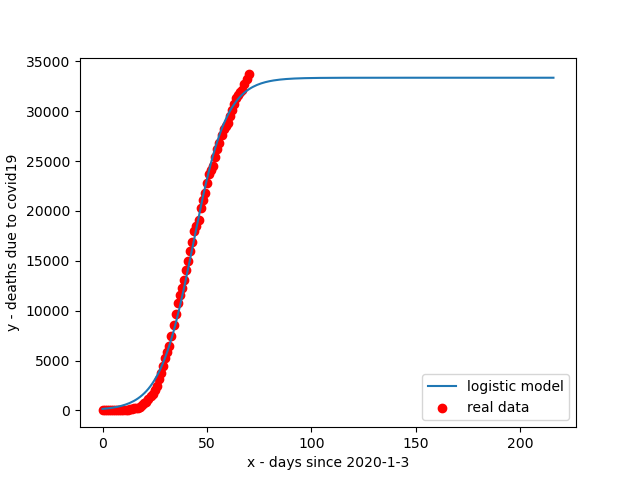 35000
30000
25000
20000
15000
10000
5000
0
y - deaths due to covid19
logistic model
real data
0 50 100 150 200
x - days since 2020-1-3